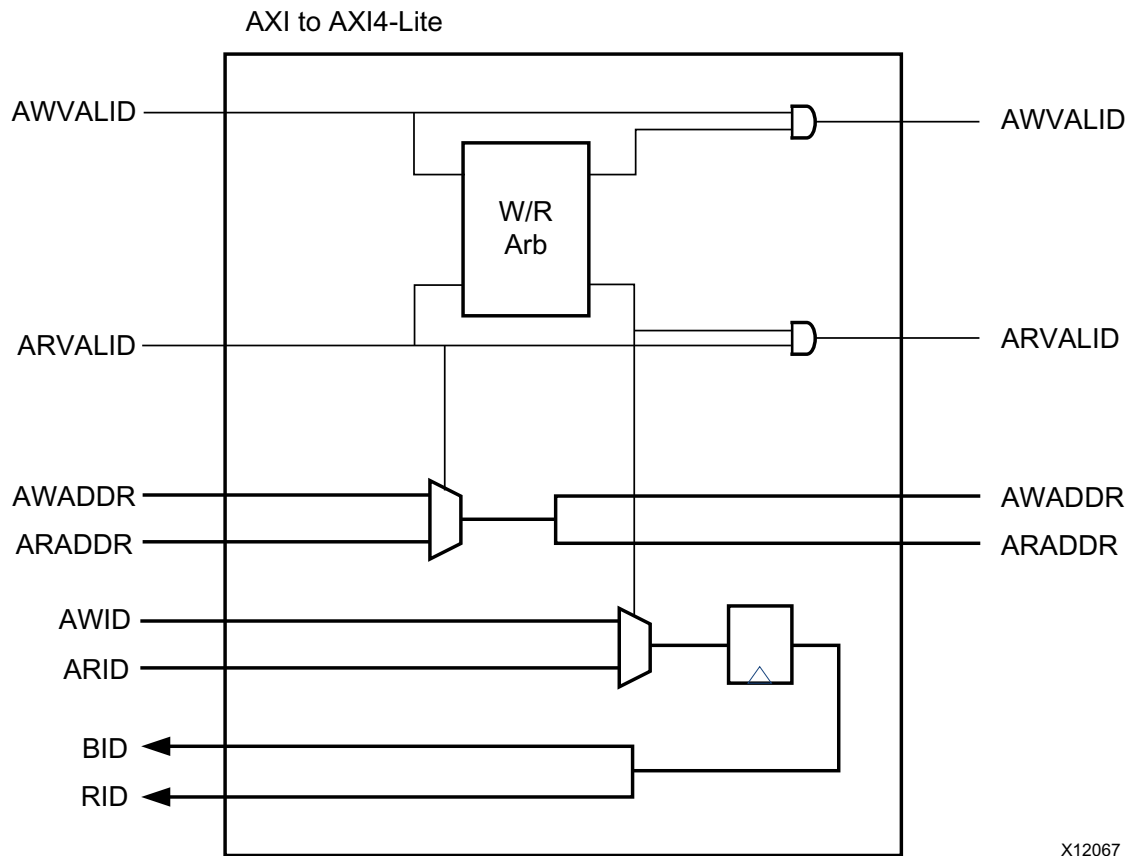 AXI to AXI4-Lite
AWVALID
AWVALID
W/R
Arb
ARVALID
ARVALID
AWADDR
AWADDR
ARADDR
ARADDR
AWID
ARID
BID
RID
X12067